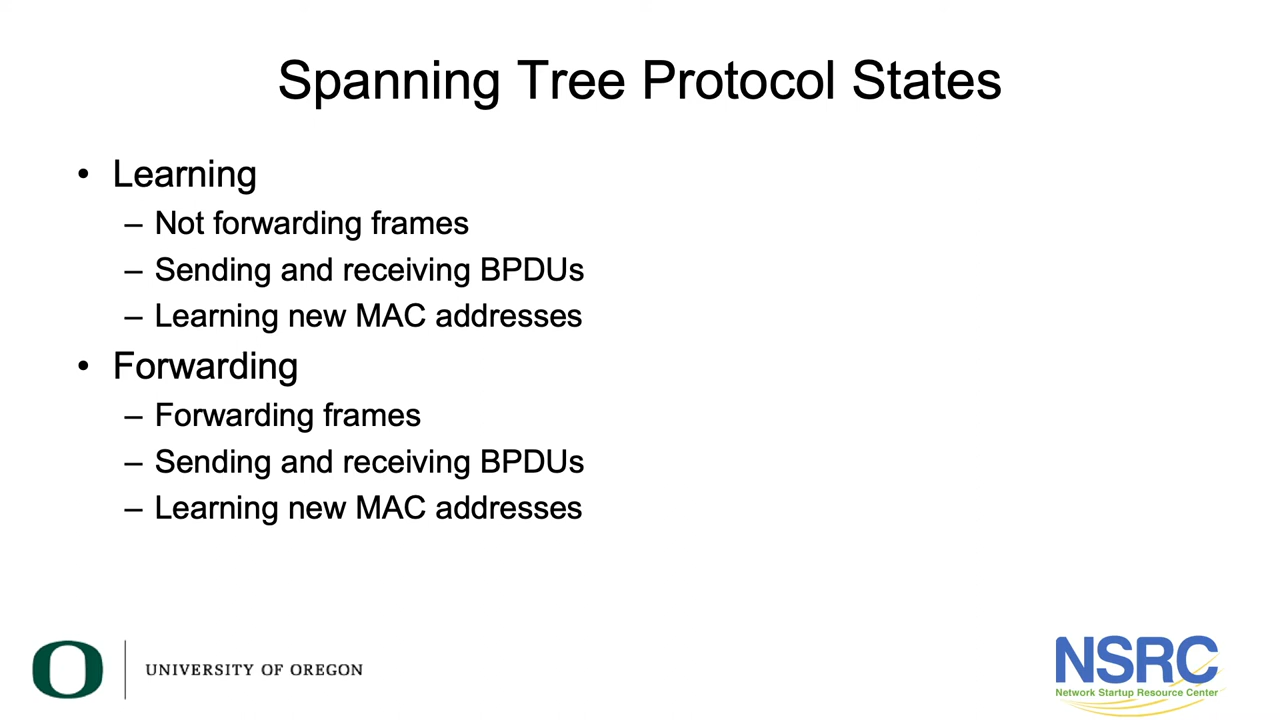 Spanning Tree Protocol States
• Learning
– Not forwarding frames
– Sending and receiving BPDUs
– Learning new MAC addresses
• Forwarding
– Forwarding frames
– Sending and receiving BPDUs
– Learning new MAC addresses
O
UNIVERSITY OF OREGON
NSRC
Network Startup Resource Center